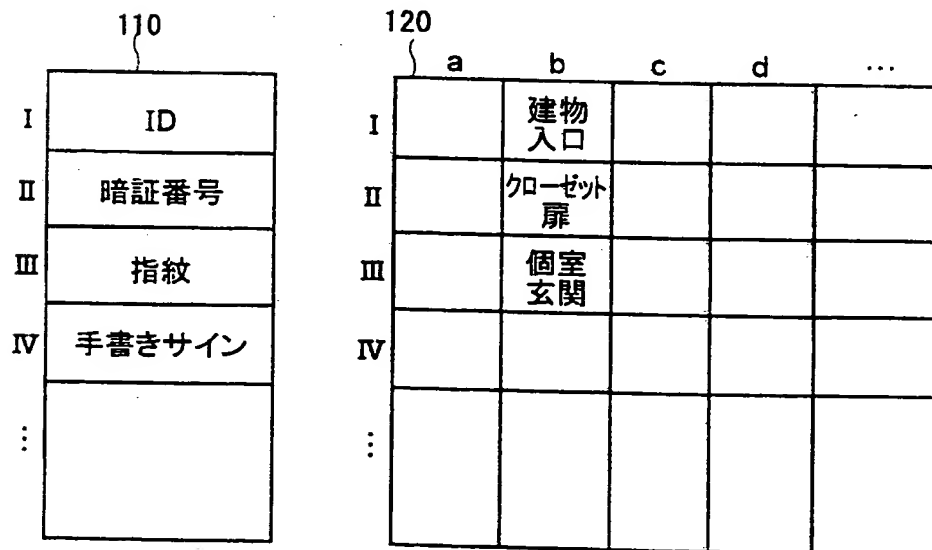 110
I ID
II 暗証番号
III 指紋
IV 手書きサイン
⋮
120
a b c d …
I 建物
入口
II クローゼット
扉
III 個室
玄関
IV
⋮